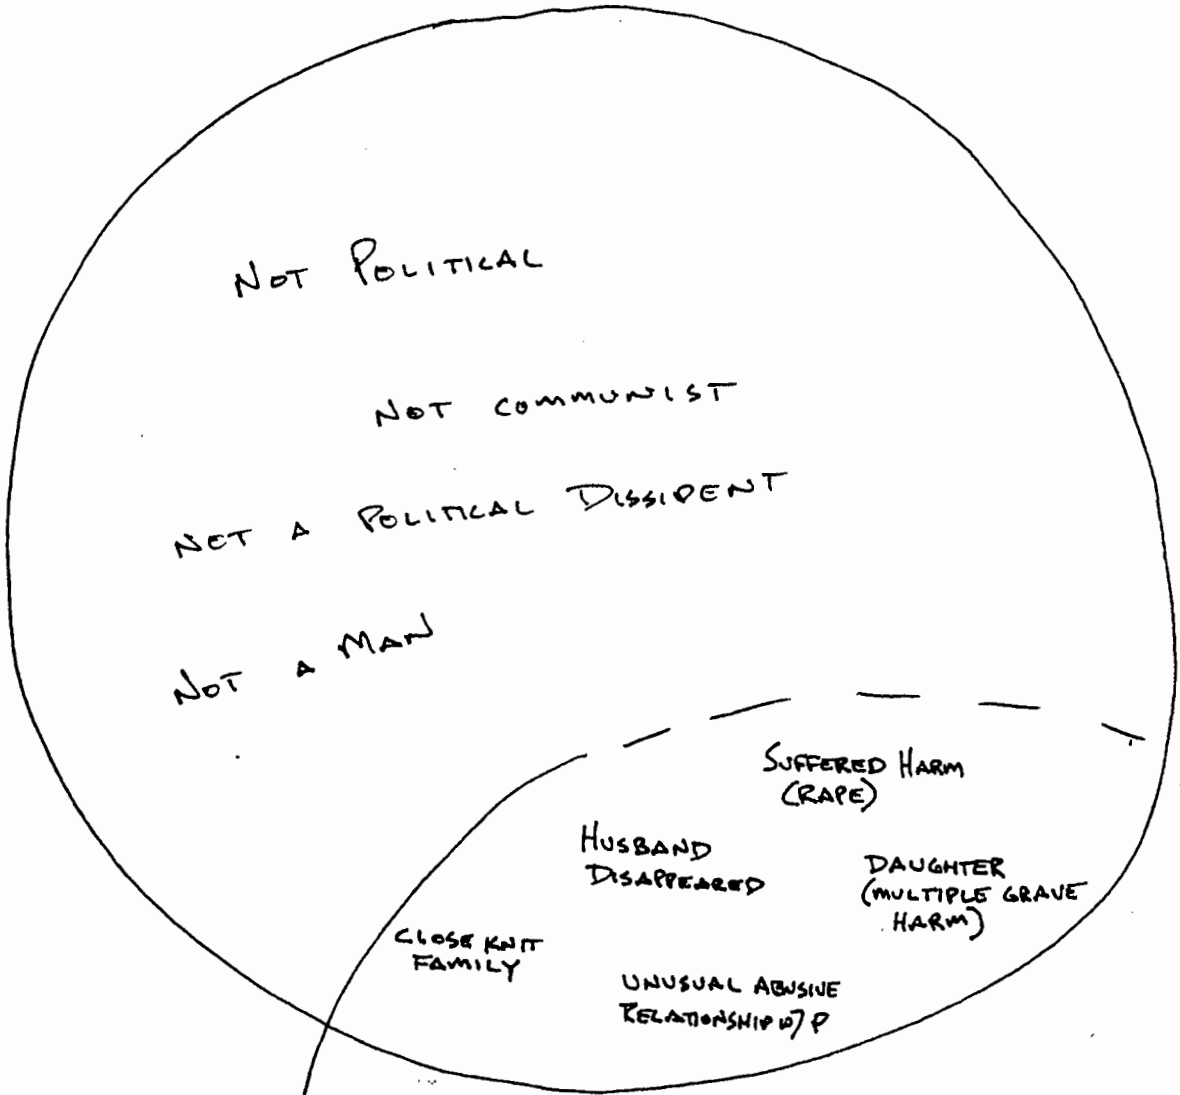 NOT POLITICAL
NOT COMMUNIST
NOT A POLITICAL DISSIDENT
NOT A MAN
SUFFERED HARM
(RAPE)
HUSBAND
DISAPPEARED
DAUGHTER
(MULTIPLE GRAVE
HARM)
CLOSE KNIT
FAMILY
UNUSUAL ABUSIVE
RELATIONSHIP W/ P